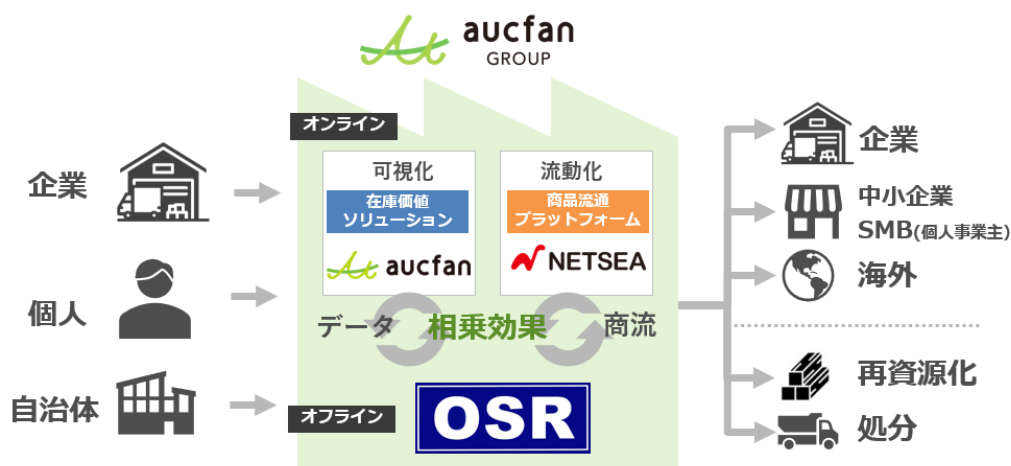 aucfan
GROUP
企業
個人
自治体
オンライン
可視化
在庫価値
ソリューション
aucfan
流動化
商品流通
プラットフォーム
NETSEA
データ
相乗効果
商流
オフライン
OSR
企業
中小企業
SMB(個人事業主)
海外
再資源化
処分